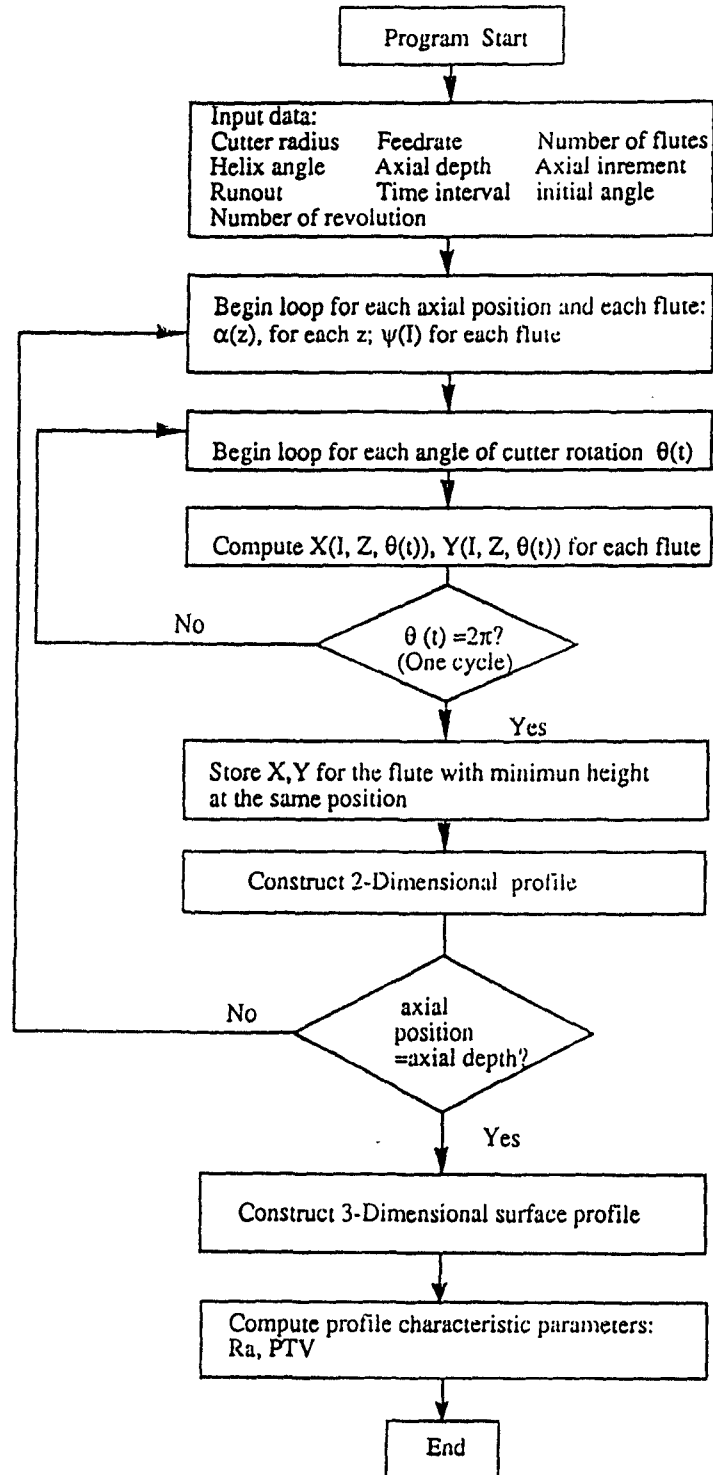 Program Start
Input data:
Cutter radius Feedrate Number of flutes
Helix angle Axial depth Axial inrement
Runout Time interval initial angle
Number of revolution
Begin loop for each axial position and each flute:
α(z), for each z; ψ(I) for each flute
Begin loop for each angle of cutter rotation θ(t)
Compute X(I, Z, θ(t)), Y(I, Z, θ(t)) for each flute
No
θ (t) =2π?
(One cycle)
Yes
Store X,Y for the flute with minimun height
at the same position
Construct 2-Dimensional profile
No
axial
position
=axial depth?
Yes
Construct 3-Dimensional surface profile
Compute profile characteristic parameters:
Ra, PTV
End